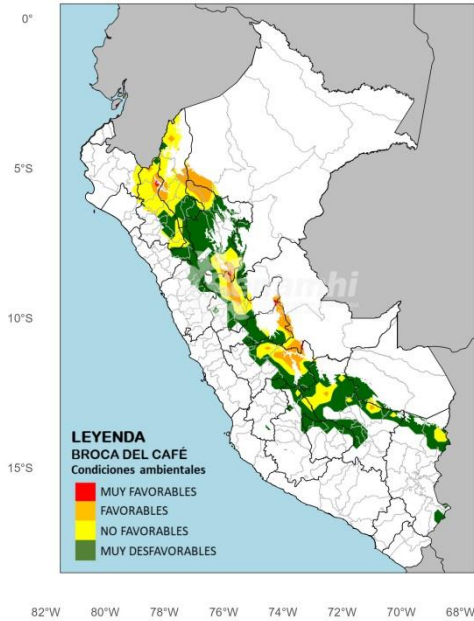 0°
5°S
10°S
15°S
senamhi
LEYENDA
BROCA DEL CAFÉ
Condiciones ambientales
MUY FAVORABLES
FAVORABLES
NO FAVORABLES
MUY DESFAVORABLES
82°W 80°W 78°W 76°W 74°W 72°W 70°W 68°W